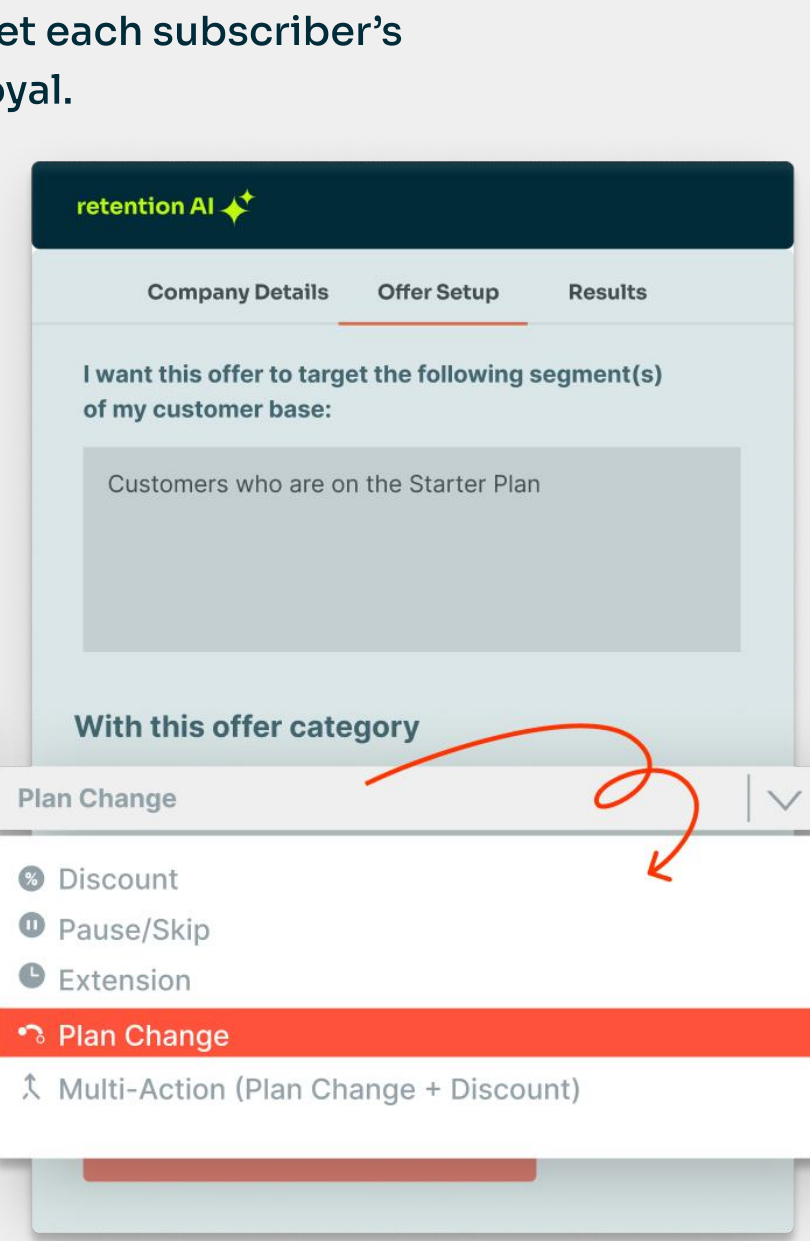 et each subscriber’s
oyal.
retention AI
Company Details Offer Setup Results
I want this offer to target the following segment(s)
of my customer base:
Customers who are on the Starter Plan
With this offer category
Plan Change
Discount
Pause/Skip
Extension
Plan Change
Multi-Action (Plan Change + Discount)